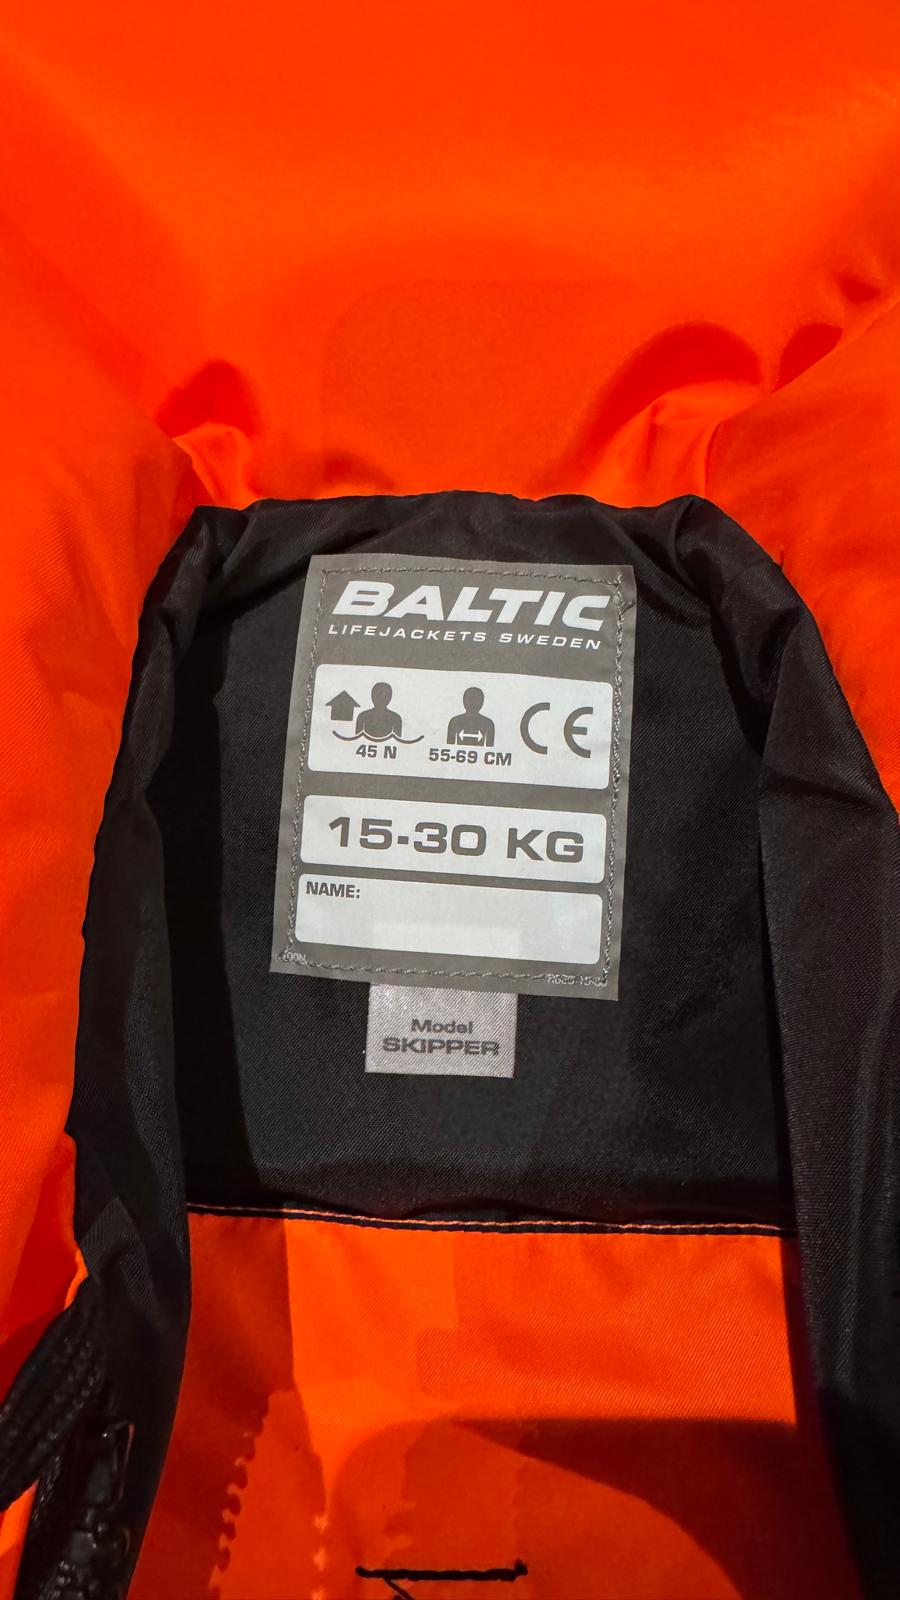 BALTIC
LIFEJACKETS SWEDEN
45 N
55-69 CM
CE
15-30 KG
NAME:
Model
SKIPPER